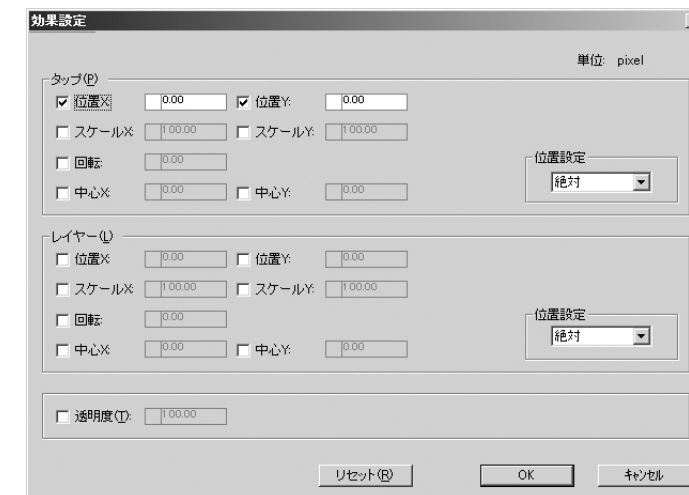 効果設定
単位: pixel
タップ(P)
位置X: 0.00 位置Y: 0.00
スケールX: 100.00 スケールY: 100.00
回転: 0.00
位置設定
中心X: 0.00 中心Y: 0.00
絶対
レイヤー(L)
位置X: 0.00 位置Y: 0.00
スケールX: 100.00 スケールY: 100.00
回転: 0.00
位置設定
絶対
中心X: 0.00 中心Y: 0.00
透明度(T): 100.00
リセット(R) OK キャンセル